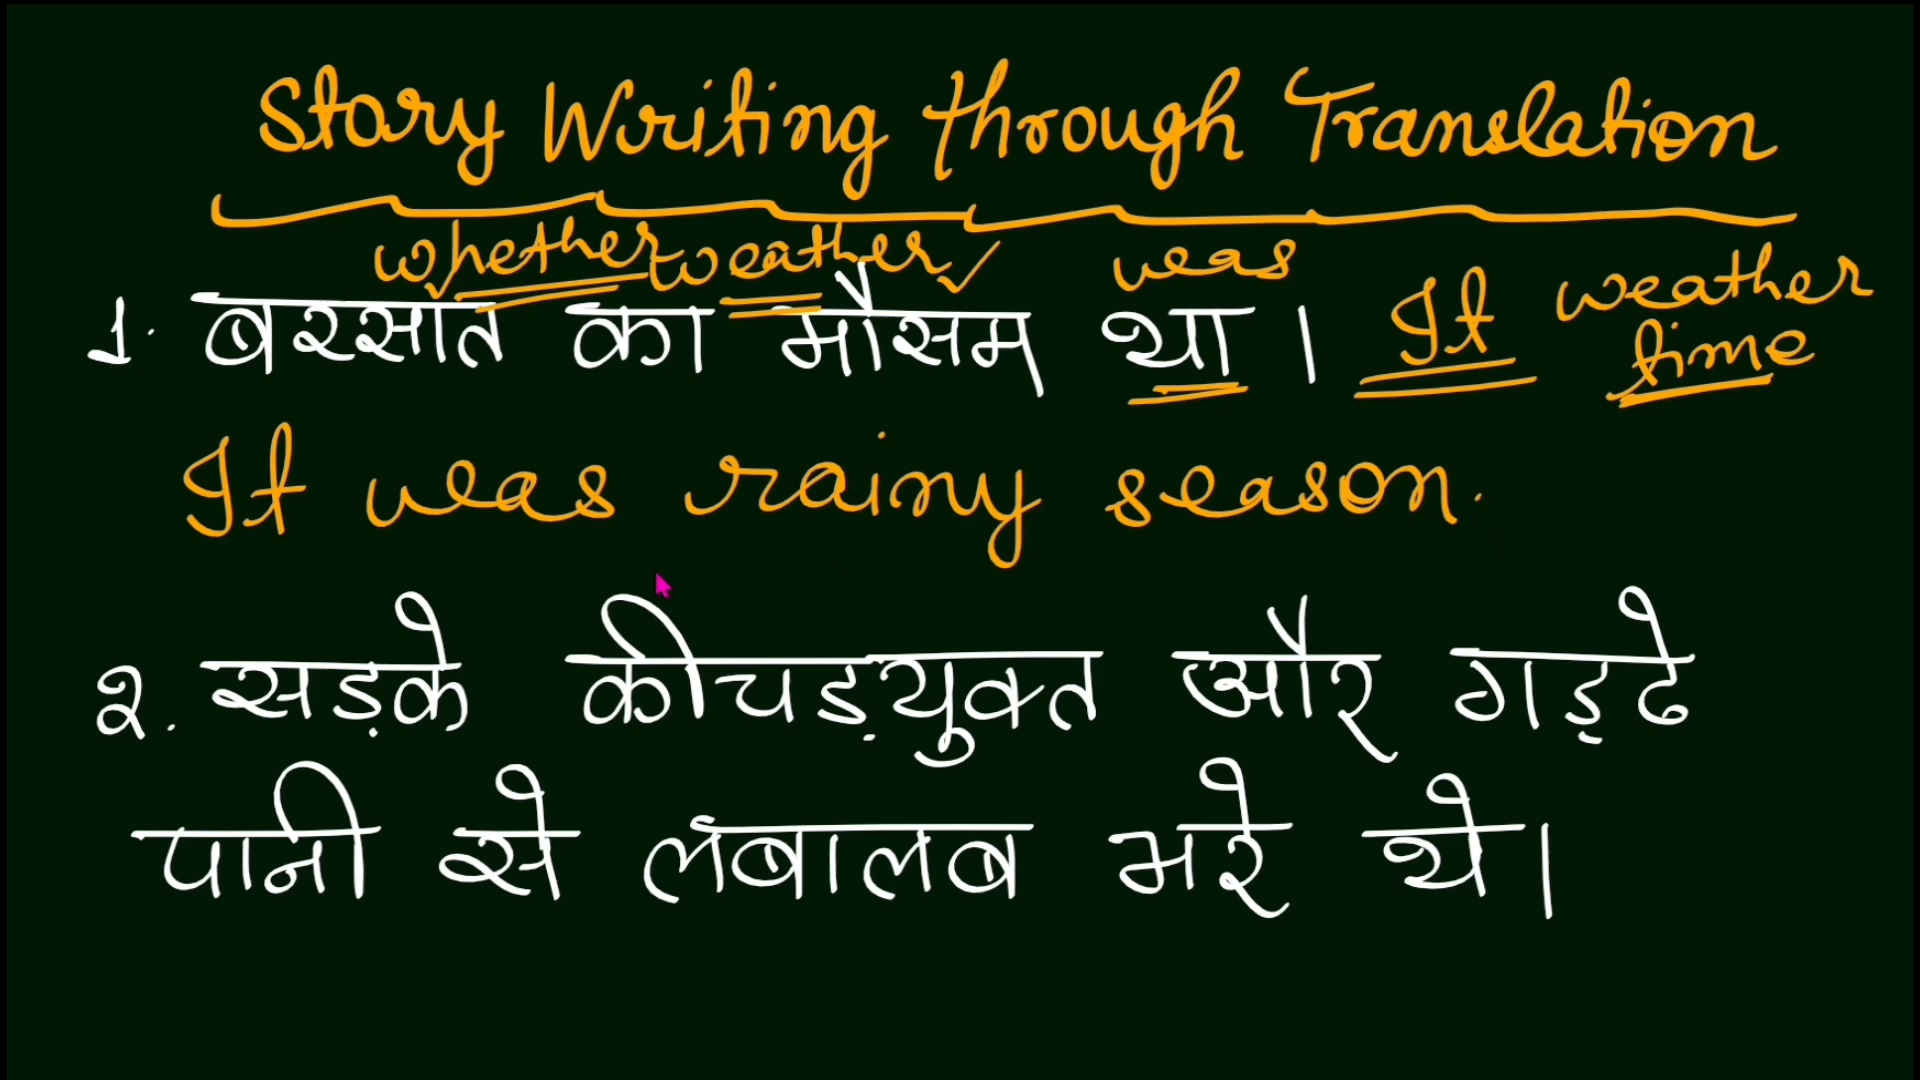 Story Writing through Translation
whether weather ✓ was
1. बरसात का मौसम था । It weather time
It was rainy season.
२. सड़के कीचड़युक्त और गड्ढे
पानी से लबालब भरे थे।